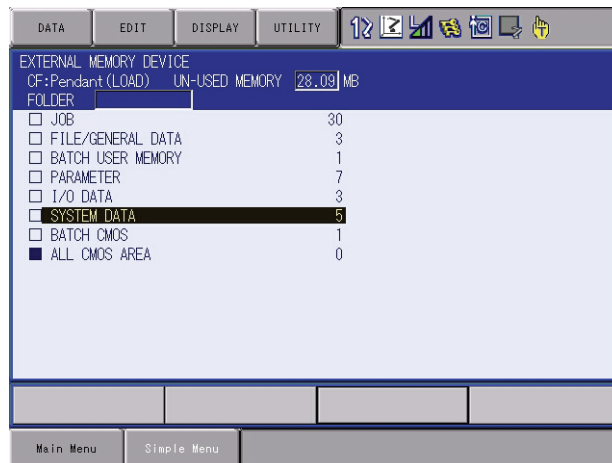 DATA EDIT DISPLAY UTILITY
EXTERNAL MEMORY DEVICE
CF:Pendant(LOAD) UN-USED MEMORY 28.09 MB
FOLDER
JOB 30
FILE/GENERAL DATA 3
BATCH USER MEMORY 1
PARAMETER 7
I/O DATA 3
SYSTEM DATA 5
BATCH CMOS 1
ALL CMOS AREA 0
Main Menu Simple Menu